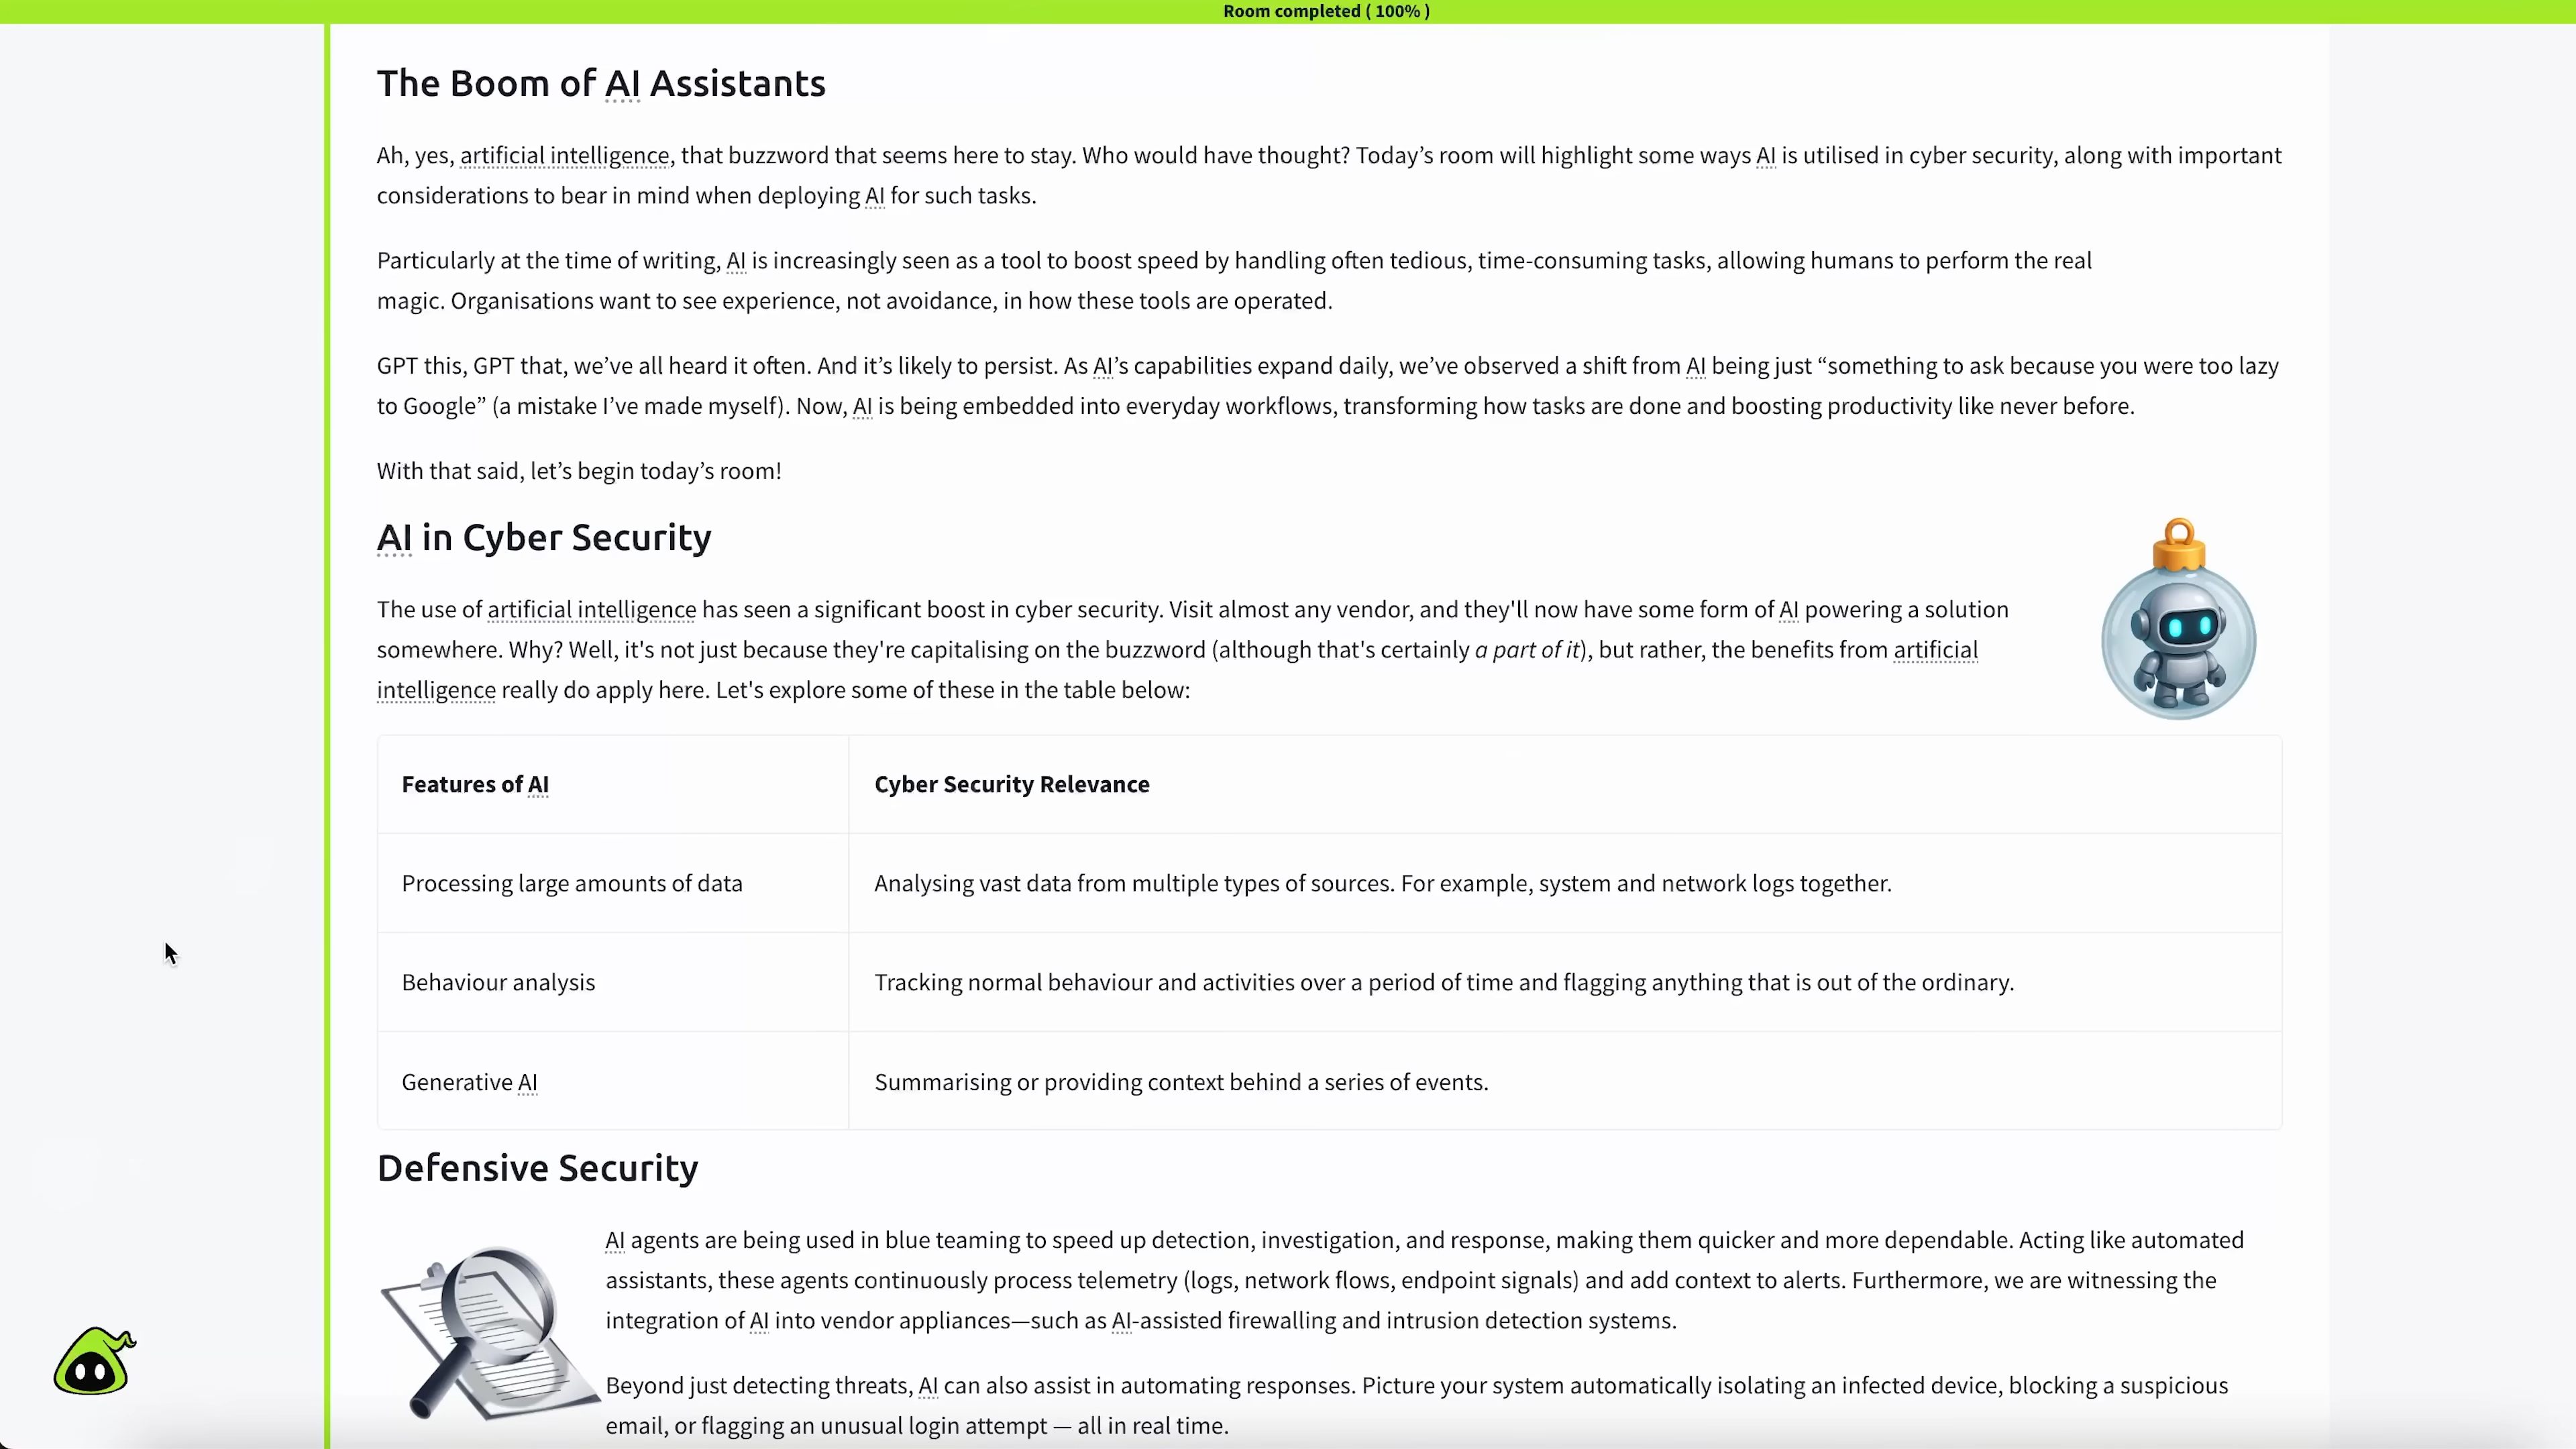 Room completed ( 100% )
The Boom of AI Assistants
Ah, yes, artificial intelligence, that buzzword that seems here to stay. Who would have thought? Today’s room will highlight some ways AI is utilised in cyber security, along with important
considerations to bear in mind when deploying AI for such tasks.
Particularly at the time of writing, AI is increasingly seen as a tool to boost speed by handling often tedious, time-consuming tasks, allowing humans to perform the real
magic. Organisations want to see experience, not avoidance, in how these tools are operated.
GPT this, GPT that, we’ve all heard it often. And it’s likely to persist. As AI’s capabilities expand daily, we’ve observed a shift from AI being just “something to ask because you were too lazy
to Google” (a mistake I’ve made myself). Now, AI is being embedded into everyday workflows, transforming how tasks are done and boosting productivity like never before.
With that said, let’s begin today’s room!
AI in Cyber Security
The use of artificial intelligence has seen a significant boost in cyber security. Visit almost any vendor, and they'll now have some form of AI powering a solution
somewhere. Why? Well, it's not just because they're capitalising on the buzzword (although that's certainly a part of it), but rather, the benefits from artificial
intelligence really do apply here. Let's explore some of these in the table below:
Features of AI
Cyber Security Relevance
Processing large amounts of data
Analysing vast data from multiple types of sources. For example, system and network logs together.
Behaviour analysis
Tracking normal behaviour and activities over a period of time and flagging anything that is out of the ordinary.
Generative AI
Summarising or providing context behind a series of events.
Defensive Security
AI agents are being used in blue teaming to speed up detection, investigation, and response, making them quicker and more dependable. Acting like automated
assistants, these agents continuously process telemetry (logs, network flows, endpoint signals) and add context to alerts. Furthermore, we are witnessing the
integration of AI into vendor appliances—such as AI-assisted firewalling and intrusion detection systems.
Beyond just detecting threats, AI can also assist in automating responses. Picture your system automatically isolating an infected device, blocking a suspicious
email, or flagging an unusual login attempt — all in real time.